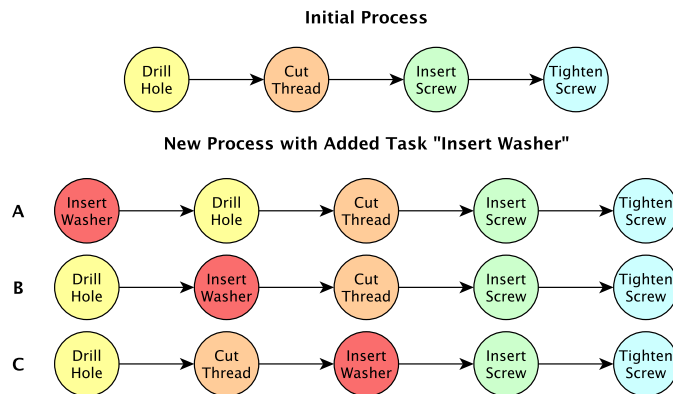 Initial Process
Drill
Hole
Cut
Thread
Insert
Screw
Tighten
Screw
New Process with Added Task "Insert Washer"
A
Insert
Washer
Drill
Hole
Cut
Thread
Insert
Screw
Tighten
Screw
B
Drill
Hole
Insert
Washer
Cut
Thread
Insert
Screw
Tighten
Screw
C
Drill
Hole
Cut
Thread
Insert
Washer
Insert
Screw
Tighten
Screw